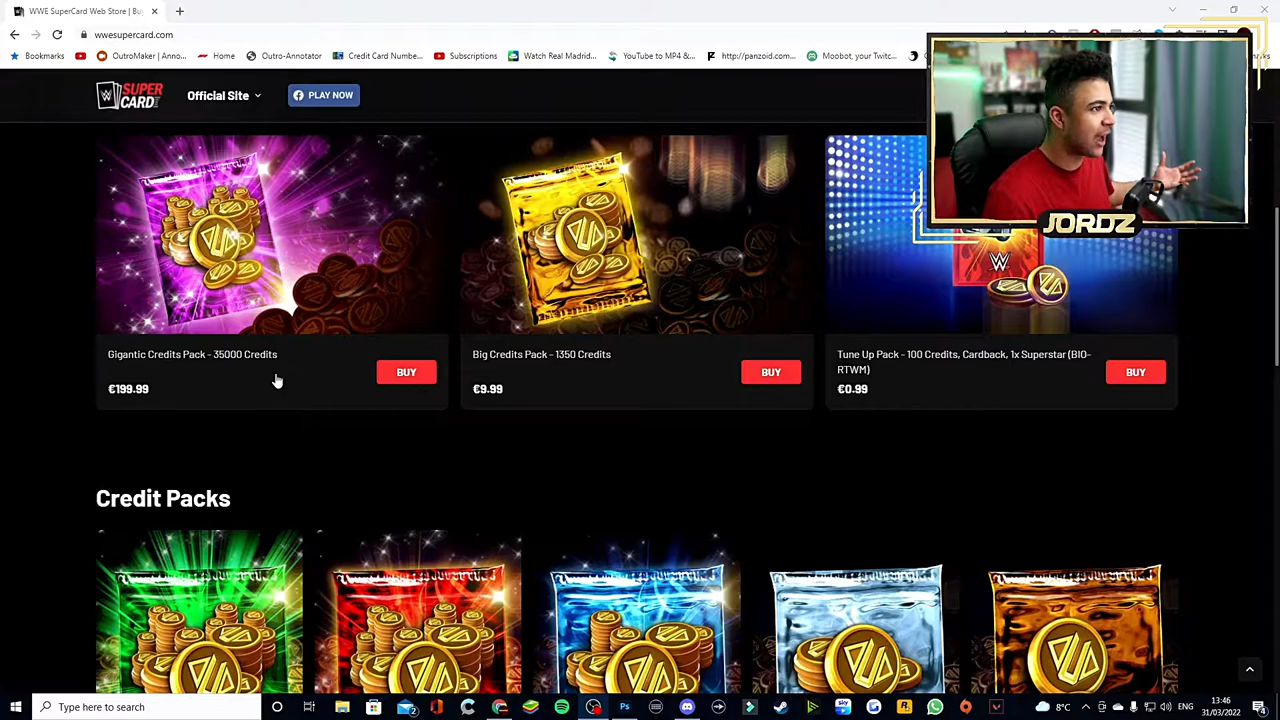 WWE SuperCard Web Store | Bu
wwesupercard.com
Bookmarks
OutroMaker | Anno...
Home
Outro-Annotator
Credit Card Numbe...
Subscriptions
Watch Real Madrid...
YouTube to MP4 &...
http://panzoid.com...
Moobot, your Twitc...
SUPER
CARD
Official Site
PLAY NOW
JORDZ
W
Gigantic Credits Pack - 35000 Credits
€199.99
BUY
Big Credits Pack - 1350 Credits
€9.99
BUY
Tune Up Pack - 100 Credits, Cardback, 1x Superstar (BIO-
RTWM)
€0.99
BUY
Credit Packs
Type here to search
sky
8°C
ENG
13:46
31/03/2022